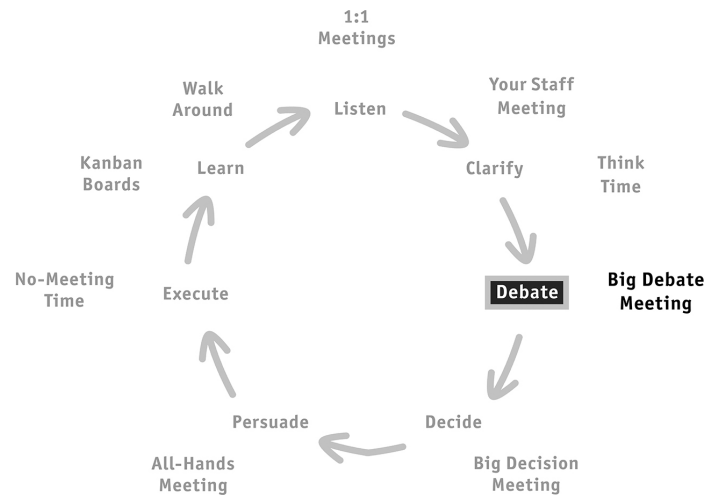 1:1
Meetings
Walk
Around
Listen
Your Staff
Meeting
Kanban
Boards
Learn
Clarify
Think
Time
No-Meeting
Time
Execute
Debate
Big Debate
Meeting
Persuade
Decide
All-Hands
Meeting
Big Decision
Meeting